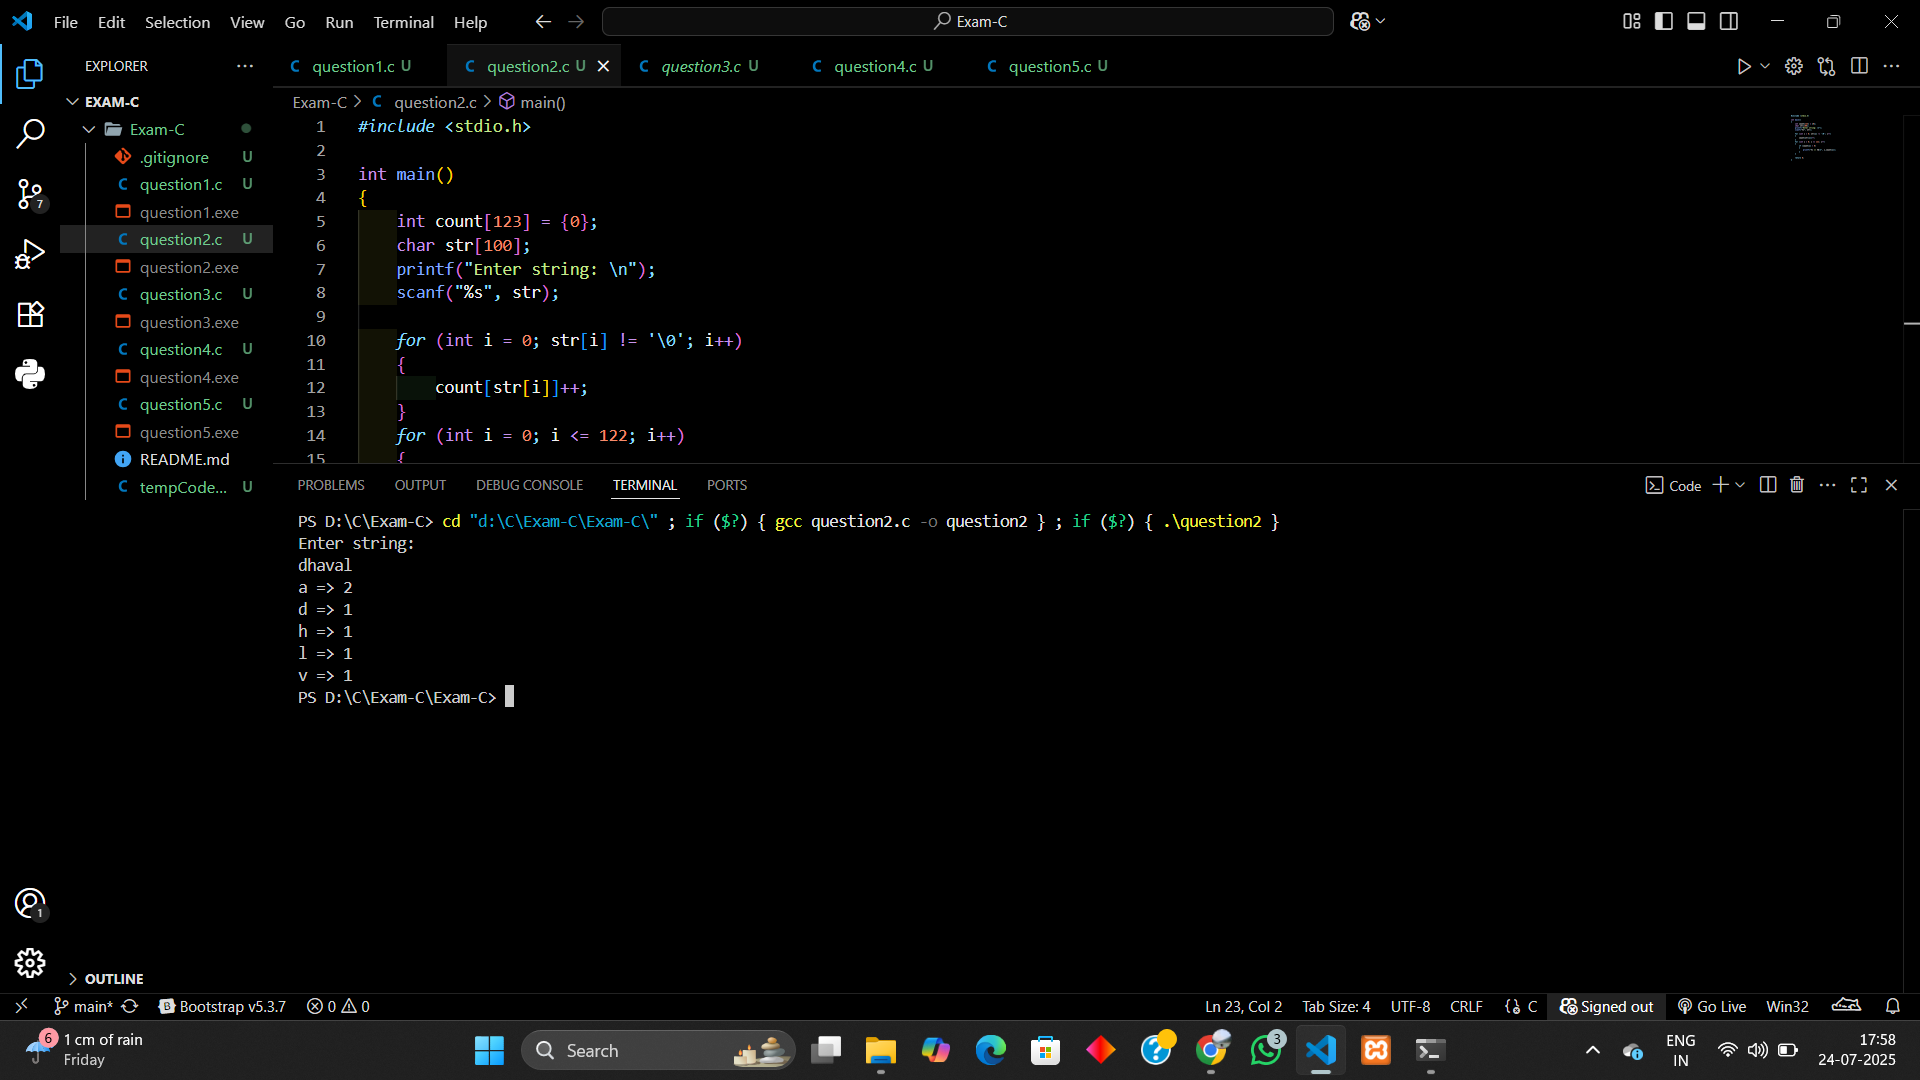 File Edit Selection View Go Run Terminal Help
Exam-C
EXPLORER
question1.c U
question2.c U
question3.c U
question4.c U
question5.c U
EXAM-C
Exam-C
.gitignore U
question1.c U
question1.exe
question2.c U
question2.exe
question3.c U
question3.exe
question4.c U
question4.exe
question5.c U
question5.exe
README.md
tempCode... U
OUTLINE
7
1
Exam-C > C question2.c > main()
1 #include <stdio.h>
2
3 int main()
4 {
5 int count[123] = {0};
6 char str[100];
7 printf("Enter string: \n");
8 scanf("%s", str);
9
10 for (int i = 0; str[i] != '\0'; i++)
11 {
12 count[str[i]]++;
13 }
14 for (int i = 0; i <= 122; i++)
15 {
PROBLEMS OUTPUT DEBUG CONSOLE TERMINAL PORTS
Code
PS D:\C\Exam-C> cd "d:\C\Exam-C\Exam-C\" ; if ($?) { gcc question2.c -o question2 } ; if ($?) { .\question2 }
Enter string:
dhaval
a => 2
d => 1
h => 1
l => 1
v => 1
PS D:\C\Exam-C\Exam-C>
main* Bootstrap v5.3.7 0 0
Ln 23, Col 2 Tab Size: 4 UTF-8 CRLF {} C Signed out Go Live Win32
6
1 cm of rain
Friday
Search
3
ENG
IN
17:58
24-07-2025